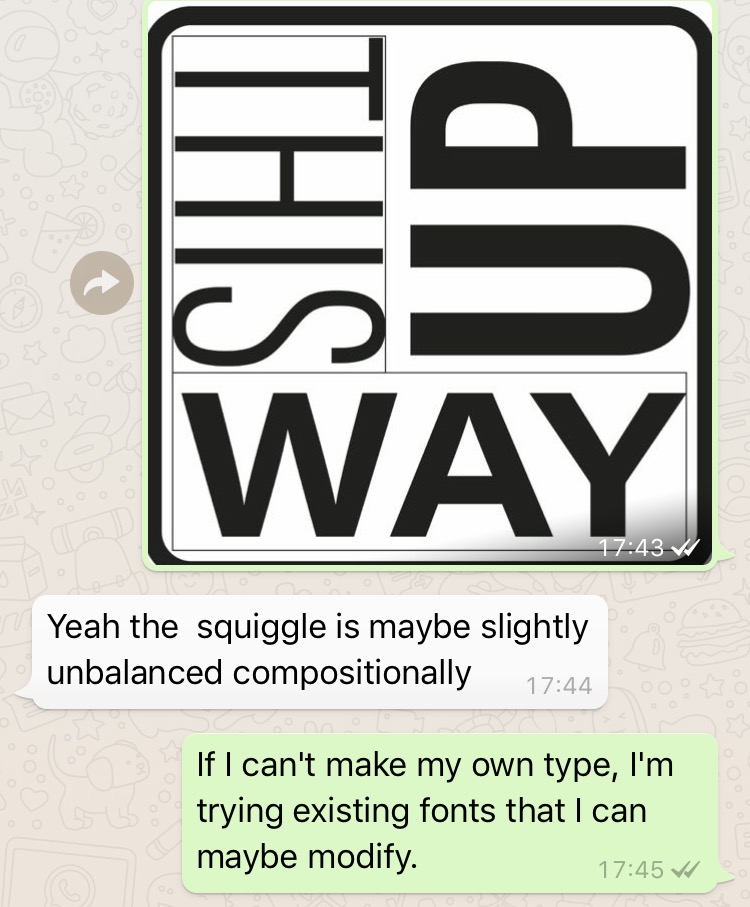 THIS
WAY
UP
17:43
Yeah the  squiggle is maybe slightly
unbalanced compositionally
17:44
If I can't make my own type, I'm
trying existing fonts that I can
maybe modify.
17:45